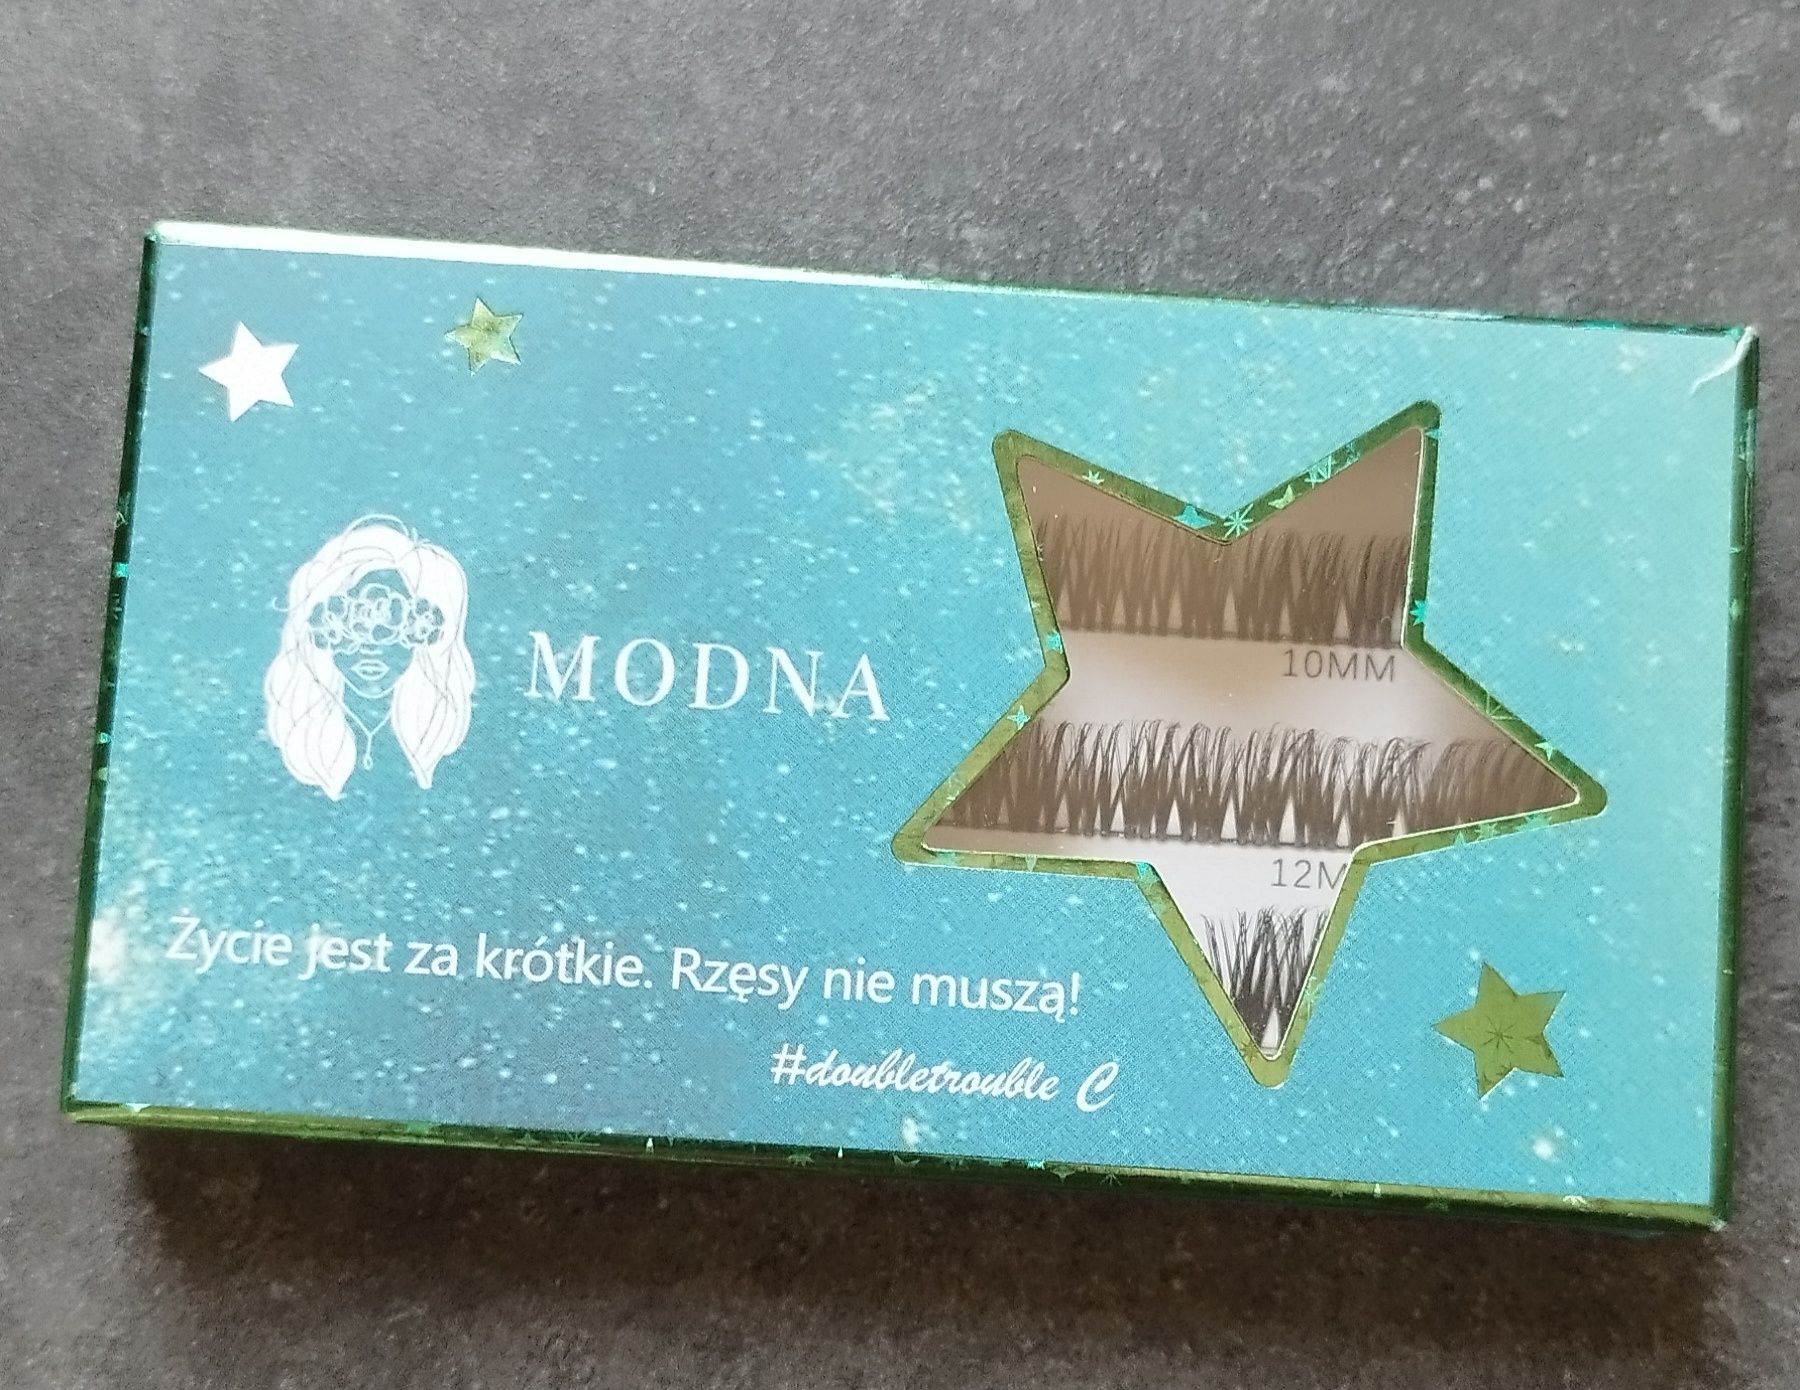 MODNA
10MM
12M
Życie jest za krótkie. Rzęsy nie muszą!
#doubletrouble C